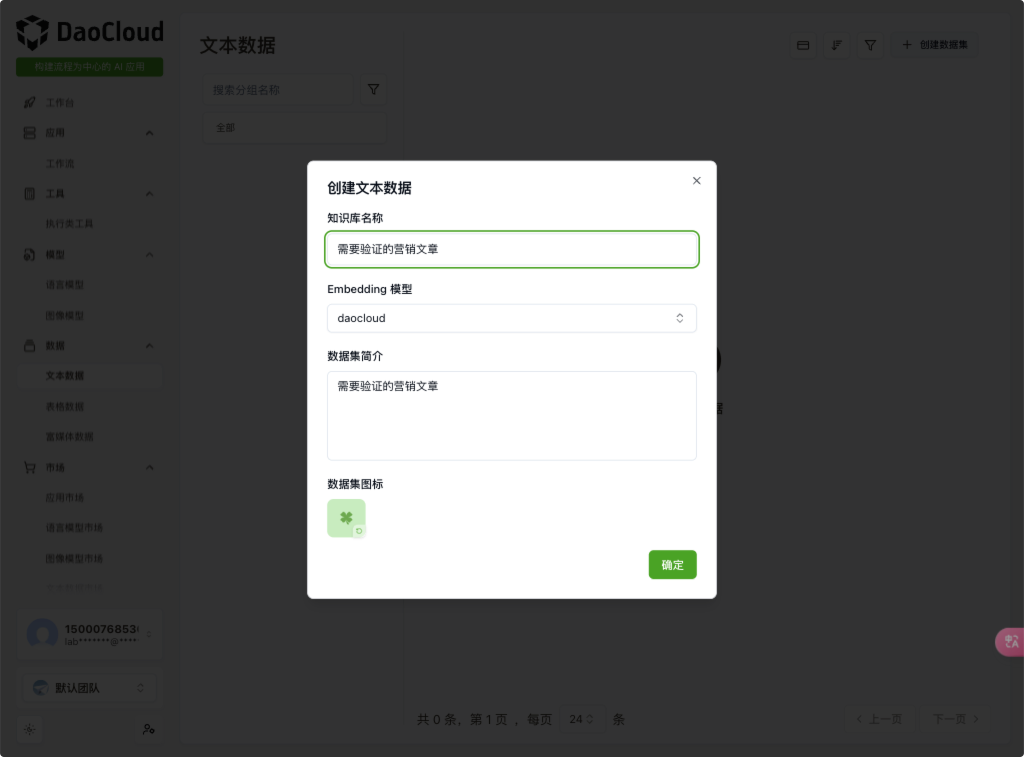 DaoCloud
构建流程为中心的 AI 应用
工作台
应用
工作流
工具
执行类工具
模型
语言模型
图像模型
数据
文本数据
表格数据
富媒体数据
市场
应用市场
语言模型市场
图像模型市场
1500076853
lab*******@****
默认团队
文本数据
创建数据集
搜索分组名称
全部
创建文本数据
知识库名称
需要验证的营销文章
Embedding 模型
daocloud
数据集简介
需要验证的营销文章
数据集图标
确定
共 0 条, 第 1 页 , 每页 24 条
上一页
下一页